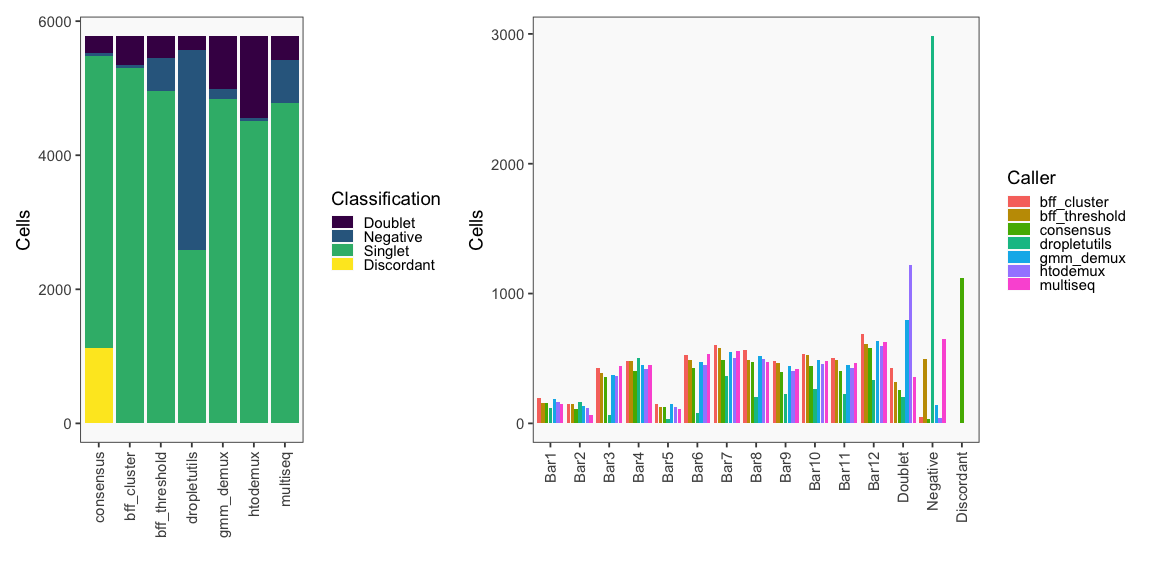 Cells
6000
4000
2000
0
consensus
bff_cluster
bff_threshold
dropletutils
gmm_demux
htodemux
multiseq
Classification
Doublet
Negative
Singlet
Discordant
Cells
3000
2000
1000
0
Bar1
Bar2
Bar3
Bar4
Bar5
Bar6
Bar7
Bar8
Bar9
Bar10
Bar11
Bar12
Doublet
Negative
Discordant
Caller
bff_cluster
bff_threshold
consensus
dropletutils
gmm_demux
htodemux
multiseq